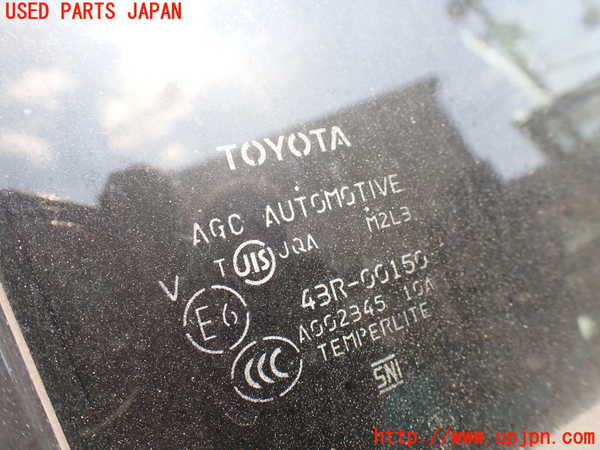 USED PARTS JAPAN
TOYOTA
AGC AUTOMOTIVE
M2L3
T JIS JQA
V
E6 43R-00150
A002345 10A
CCC TEMPERLITE
SNI
http://www.upjpn.com/